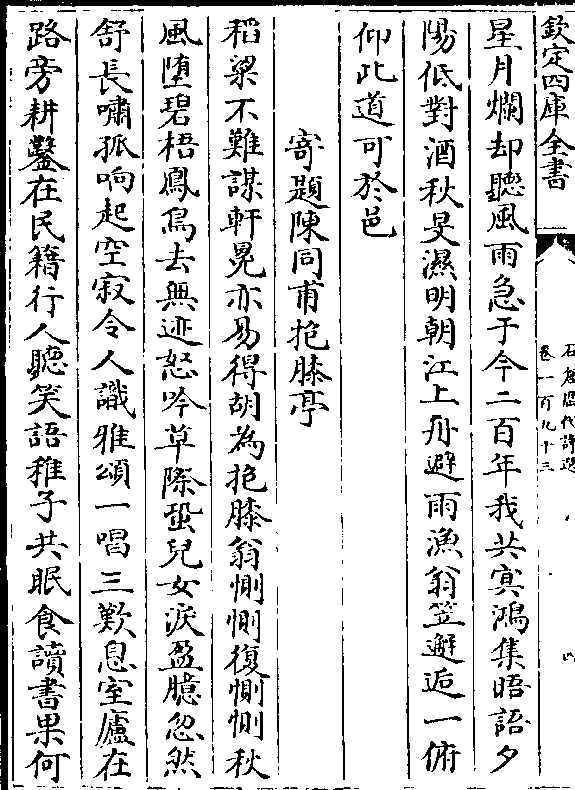 欽定四庫全書
石倉歷代詩選
卷一百九十三
星月爛却聽風雨急于今二百年我共㝠鴻集晤語夕
陽低對酒秋旻濕明朝江上舟避雨漁翁笠邂逅一俯
仰此道可於邑
寄題陳同甫抱膝亭
稻粱不難謀軒冕亦易得胡為抱膝翁惻惻復惻惻秋
風墮碧梧鳳鳥去無迹怒吟草際蛩兒女淚盈臆忽然
舒長嘯孤响起空寂令人識雅頌一唱三歎息室廬在
路旁耕鑿在民籍行人聽笑語稚子共眠食讀書果何